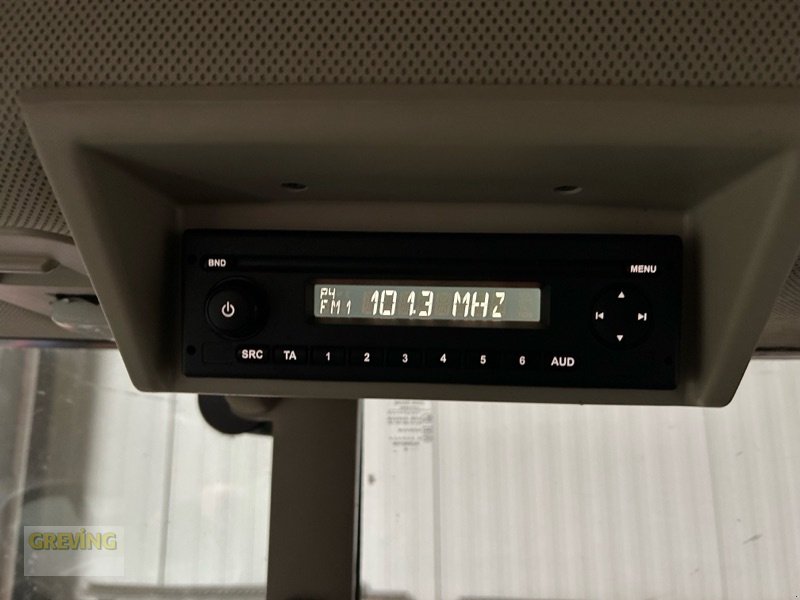 BND
MENU
P4
FM1 101.3 MHZ
SRC TA 1 2 3 4 5 6 AUD
GREVING